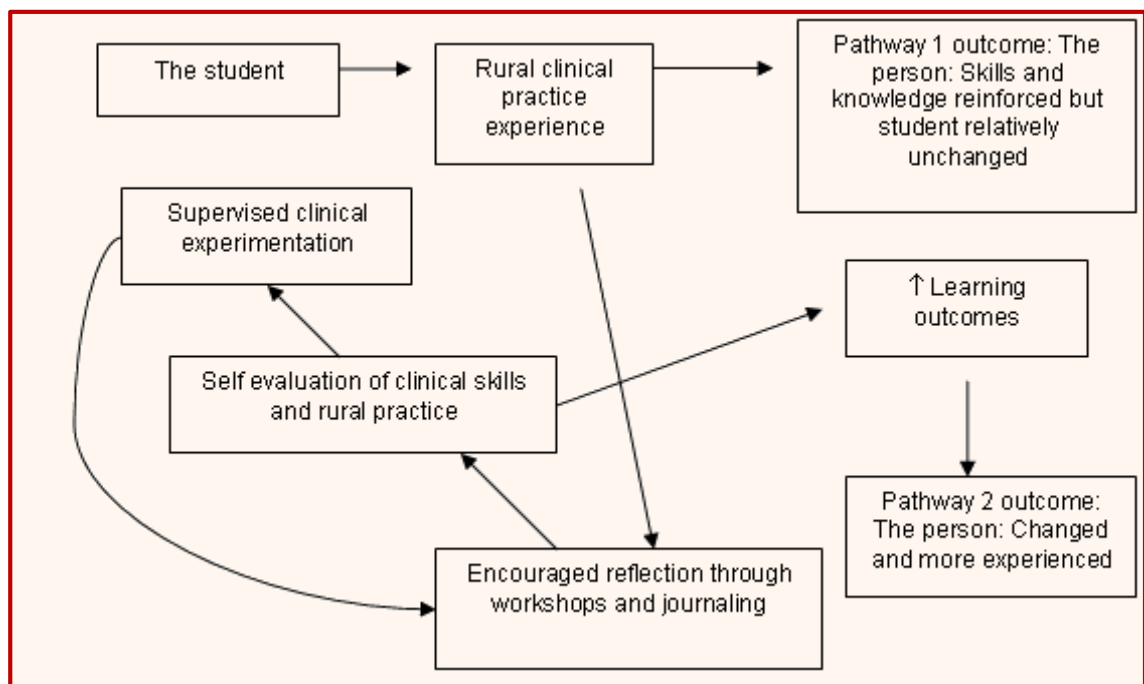 The student
Rural clinical
practice
experience
Pathway 1 outcome: The
person: Skills and
knowledge reinforced but
student relatively
unchanged
Supervised clinical
experimentation
↑ Learning
outcomes
Self evaluation of clinical skills
and rural practice
Pathway 2 outcome:
The person: Changed
and more experienced
Encouraged reflection through
workshops and journaling